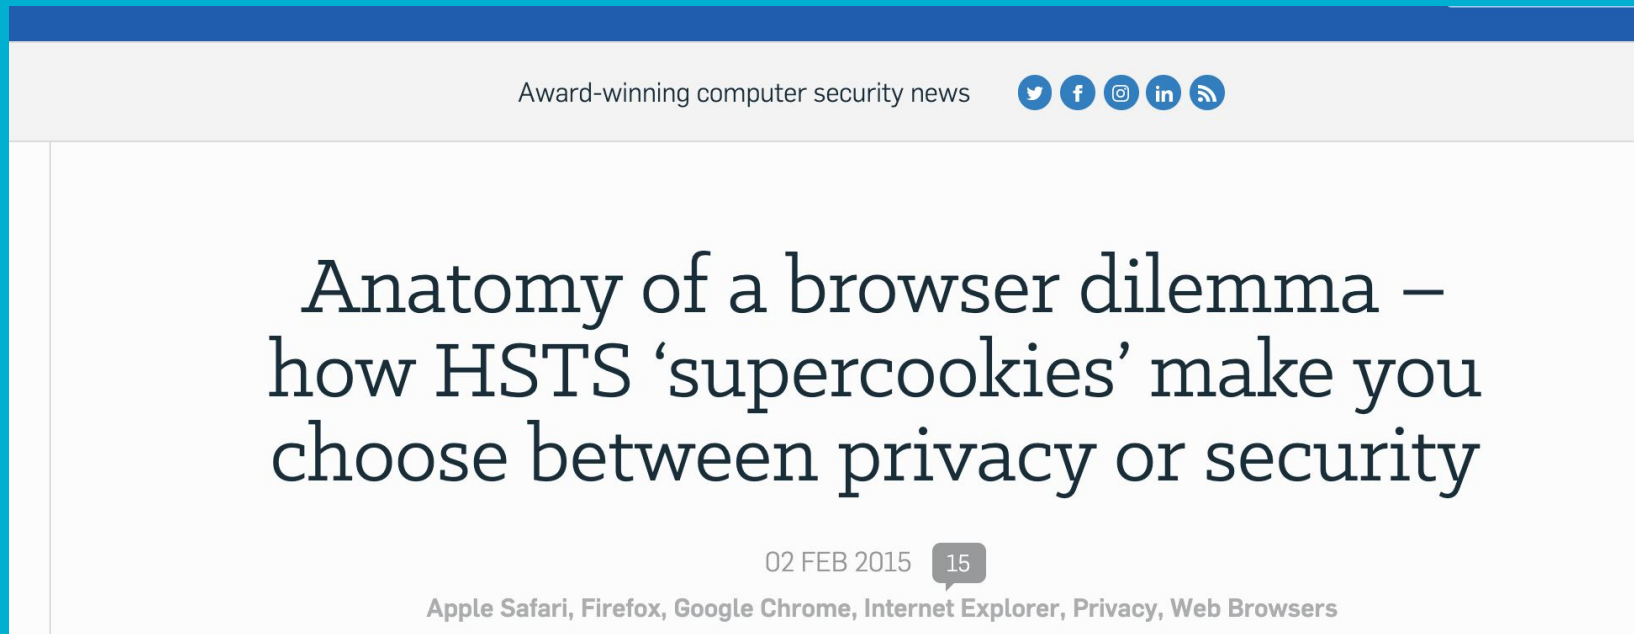 Award-winning computer security news
Anatomy of a browser dilemma –
how HSTS ‘supercookies’ make you
choose between privacy or security
02 FEB 2015 15
Apple Safari, Firefox, Google Chrome, Internet Explorer, Privacy, Web Browsers